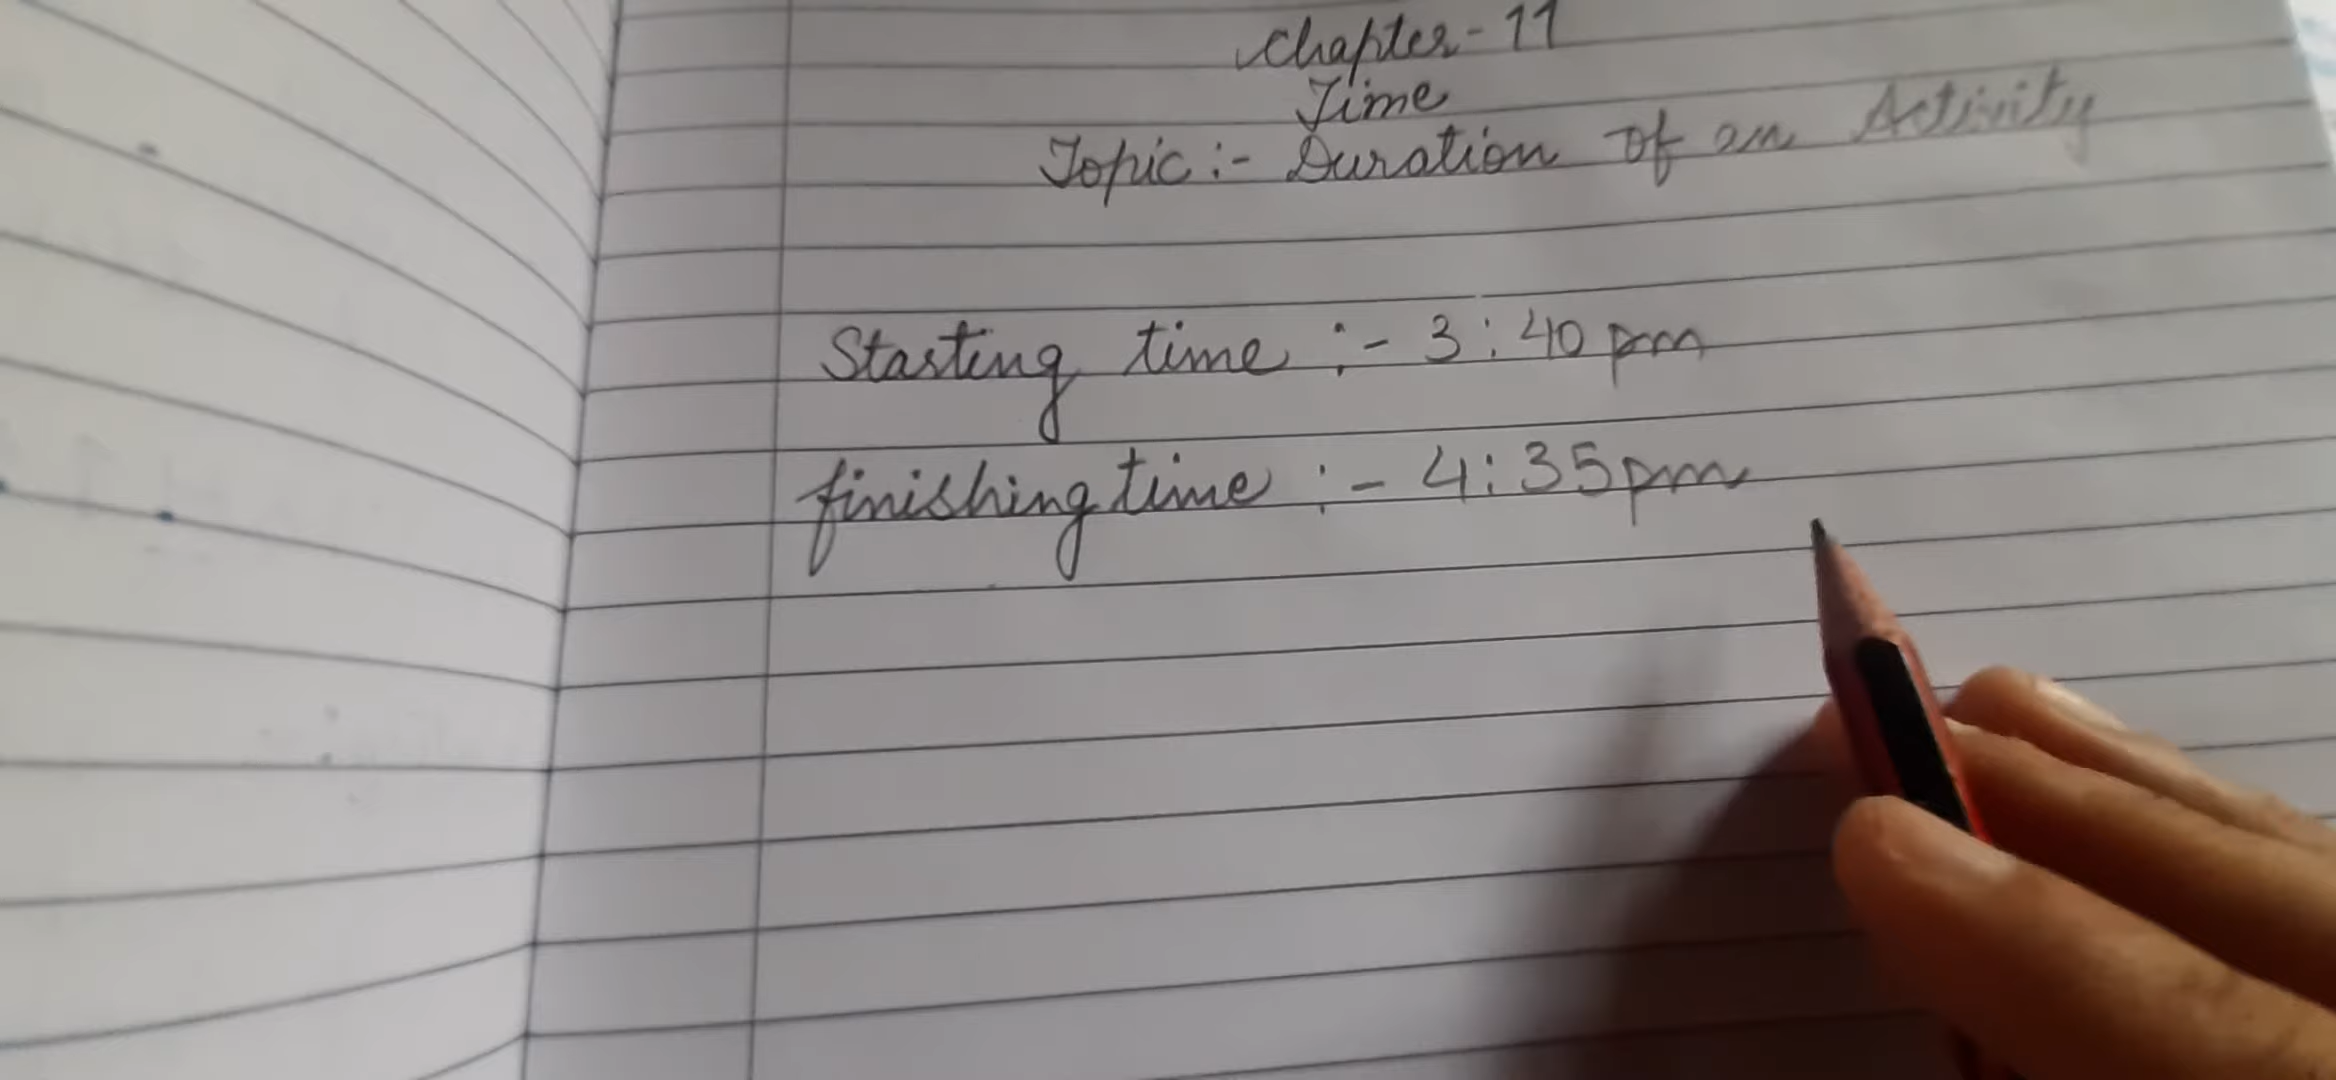 Chapter-11
Time
Topic:- Duration of an Activity
Starting time :- 3:40 pm
finishing time :- 4:35pm